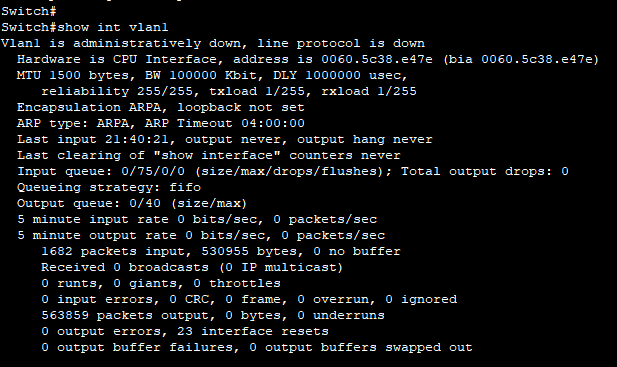 Switch#
Switch#show int vlan1
Vlan1 is administratively down, line protocol is down
Hardware is CPU Interface, address is 0060.5c38.e47e (bia 0060.5c38.e47e)
MTU 1500 bytes, BW 100000 Kbit, DLY 1000000 usec,
reliability 255/255, txload 1/255, rxload 1/255
Encapsulation ARPA, loopback not set
ARP type: ARPA, ARP Timeout 04:00:00
Last input 21:40:21, output never, output hang never
Last clearing of "show interface" counters never
Input queue: 0/75/0/0 (size/max/drops/flushes); Total output drops: 0
Queueing strategy: fifo
Output queue: 0/40 (size/max)
5 minute input rate 0 bits/sec, 0 packets/sec
5 minute output rate 0 bits/sec, 0 packets/sec
1682 packets input, 530955 bytes, 0 no buffer
Received 0 broadcasts (0 IP multicast)
0 runts, 0 giants, 0 throttles
0 input errors, 0 CRC, 0 frame, 0 overrun, 0 ignored
563859 packets output, 0 bytes, 0 underruns
0 output errors, 23 interface resets
0 output buffer failures, 0 output buffers swapped out